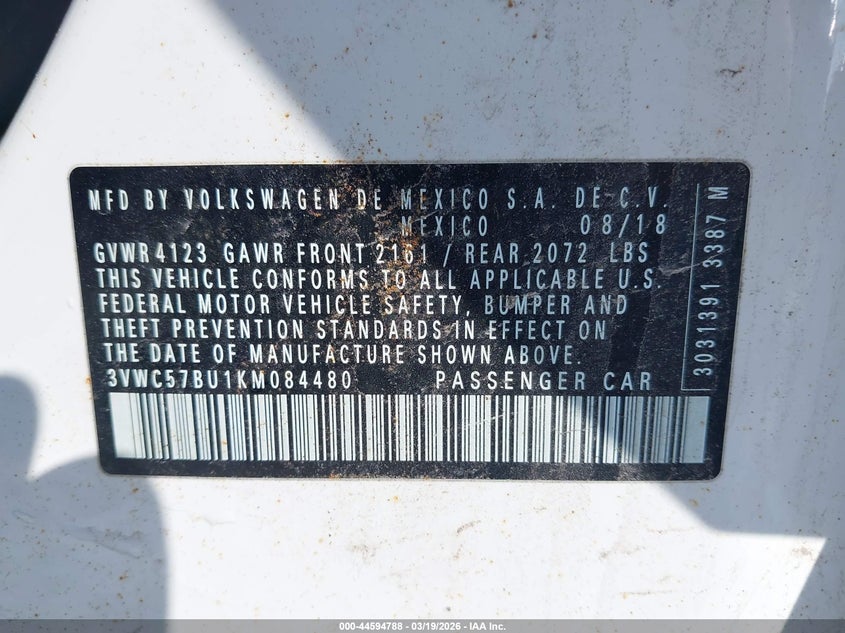 MFD BY VOLKSWAGEN DE MEXICO S.A. DE C.V.
MEXICO 08/18
GVWR 4123 GAWR FRONT 2161 / REAR 2072 LBS
THIS VEHICLE CONFORMS TO ALL APPLICABLE U.S.
FEDERAL MOTOR VEHICLE SAFETY, BUMPER AND
THEFT PREVENTION STANDARDS IN EFFECT ON
THE DATE OF MANUFACTURE SHOWN ABOVE.
3VWC57BU1KM084480 PASSENGER CAR
3031391 3387 M
000-44594788 — 03/19/2026 — IAA Inc.